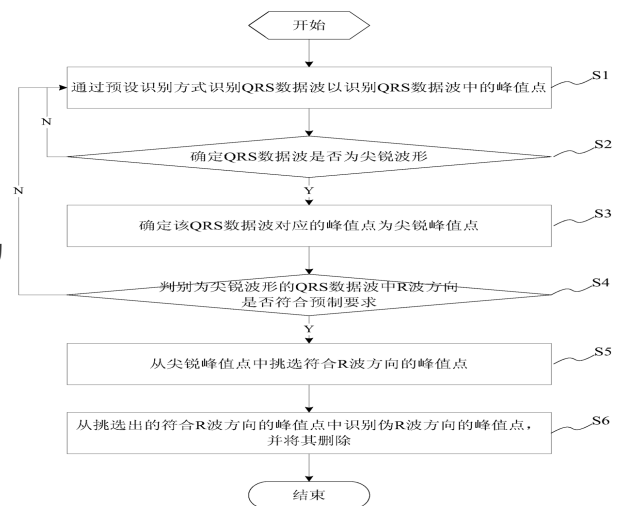 开始
通过预设识别方式识别QRS数据波以识别QRS数据波中的峰值点
S1
N
确定QRS数据波是否为尖锐波形
S2
Y
N
确定该QRS数据波对应的峰值点为尖锐峰值点
S3
判别为尖锐波形的QRS数据波中R波方向
是否符合预制要求
S4
Y
从尖锐峰值点中挑选符合R波方向的峰值点
S5
从挑选出的符合R波方向的峰值点中识别伪R波方向的峰值点，
并将其删除
S6
结束